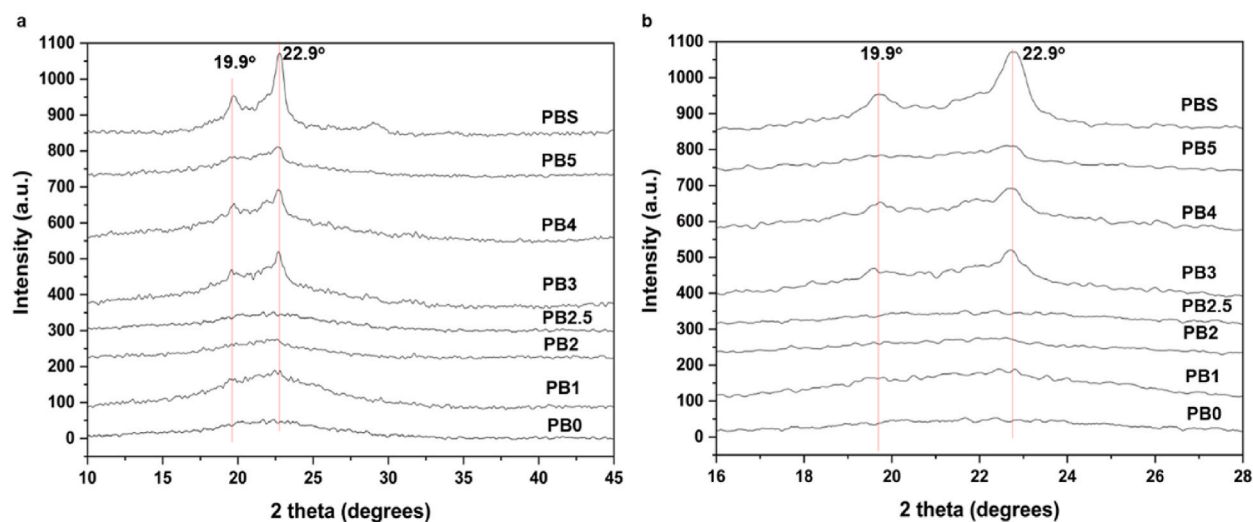 a
1100
1000
900
800
700
600
500
400
300
200
100
0
Intensity (a.u.)
19.9°
22.9°
PBS
PB5
PB4
PB3
PB2.5
PB2
PB1
PB0
10 15 20 25 30 35 40 45
2 theta (degrees)
b
1100
1000
900
800
700
600
500
400
300
200
100
0
Intensity (a.u.)
19.9°
22.9°
PBS
PB5
PB4
PB3
PB2.5
PB2
PB1
PB0
16 18 20 22 24 26 28
2 theta (degrees)